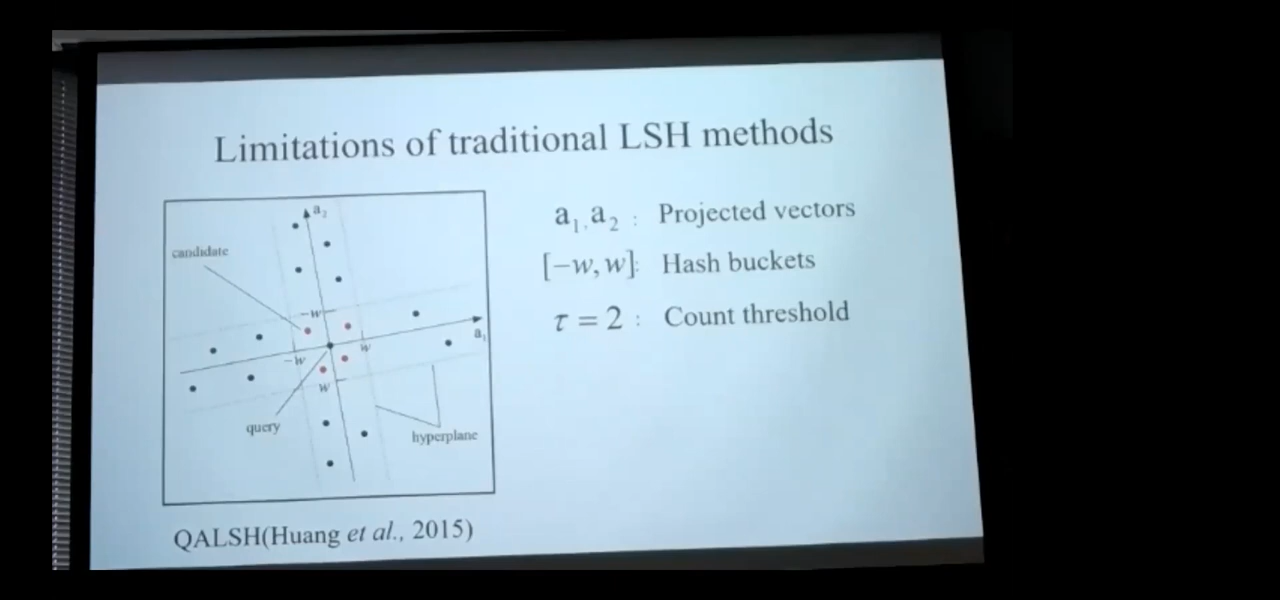 Limitations of traditional LSH methods
a₂
candidate
−w
a₁
−w
w
w
query
hyperplane
a₁, a₂ : Projected vectors
[−w, w]: Hash buckets
τ = 2 : Count threshold
QALSH(Huang et al., 2015)